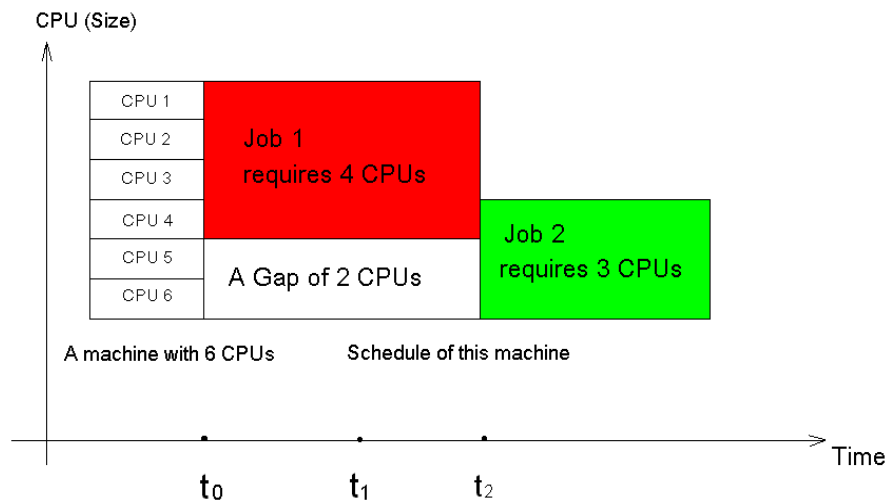 CPU (Size)
CPU 1
CPU 2
CPU 3
CPU 4
CPU 5
CPU 6
Job 1
requires 4 CPUs
A Gap of 2 CPUs
Job 2
requires 3 CPUs
A machine with 6 CPUs
Schedule of this machine
Time
t0
t1
t2